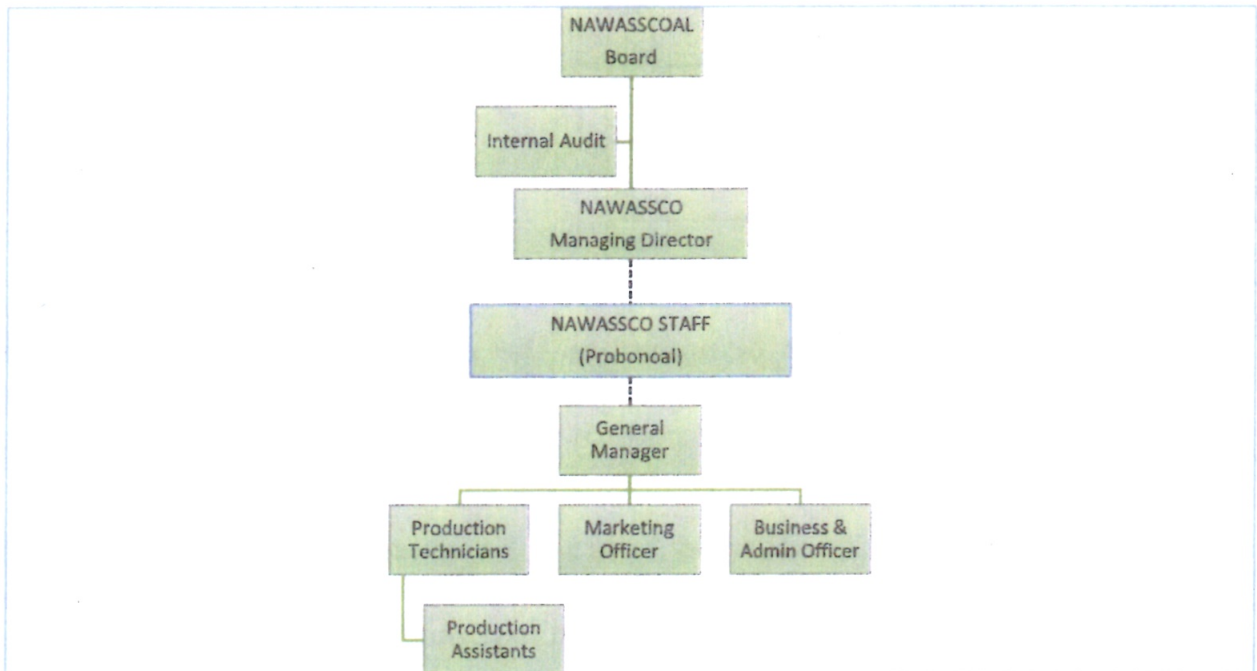 NAWASSCOAL
Board
Internal Audit
NAWASSCO
Managing Director
NAWASSCO STAFF
(Probonoal)
General
Manager
Production
Technicians
Marketing
Officer
Business &
Admin Officer
Production
Assistants